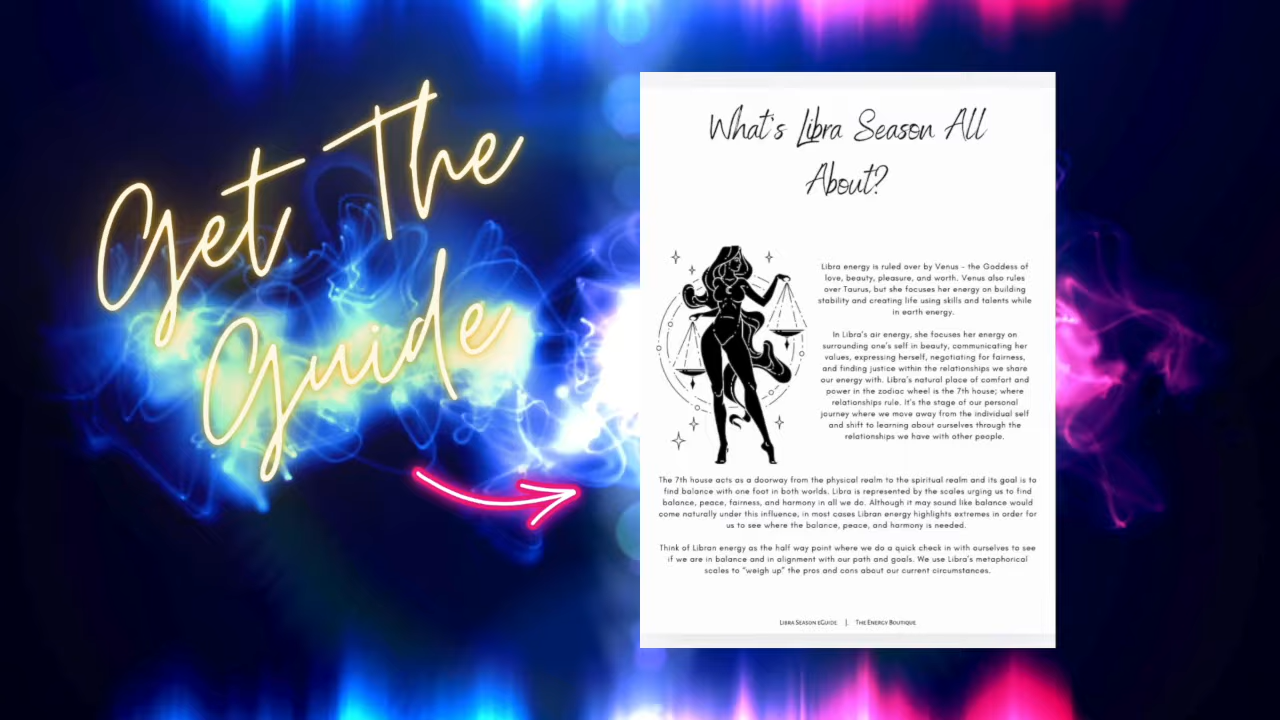 Get The
Guide
What's Libra Season All
About?
Libra energy is ruled over by Venus - the Goddess of
love, beauty, pleasure, and worth. Venus also rules
over Taurus, but she focuses her energy on building
stability and creating life using skills and talents while
in earth energy.
In Libra's air energy, she focuses her energy on
surrounding one's self in beauty, communicating her
values, expressing herself, negotiating for fairness,
and finding justice within the relationships we share
our energy with. Libra's natural place of comfort and
power in the zodiac wheel is the 7th house; where
relationships rule. It's the stage of our personal
journey where we move away from the individual self
and shift to learning about ourselves through the
relationships we have with other people.
The 7th house acts as a doorway from the physical realm to the spiritual realm and its goal is to
find balance with one foot in both worlds. Libra is represented by the scales urging us to find
balance, peace, fairness, and harmony in all we do. Although it may sound like balance would
come naturally under this influence, in most cases Libran energy highlights extremes in order for
us to see where the balance, peace, and harmony is needed.
Think of Libran energy as the half way point where we do a quick check in with ourselves to see
if we are in balance and in alignment with our path and goals. We use Libra's metaphorical
scales to "weigh up" the pros and cons about our current circumstances.
Libra Season eGuide | The Energy Boutique